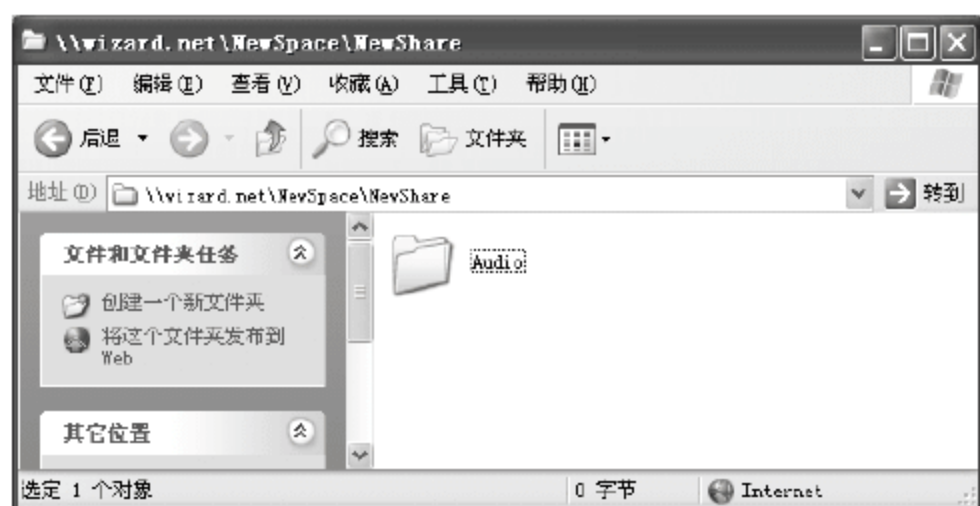 \\wizard.net\NewSpace\NewShare
文件(F) 编辑(E) 查看(V) 收藏(A) 工具(T) 帮助(H)
后退 搜索 文件夹
地址(D) \\wizard.net\NewSpace\NewShare 转到
文件和文件夹任务
创建一个新文件夹
将这个文件夹发布到
Web
其它位置
Audio
选定 1 个对象 0 字节 Internet